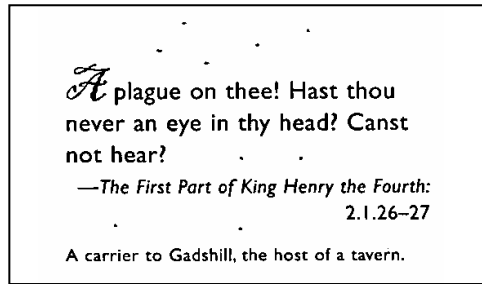 A plague on thee! Hast thou
never an eye in thy head? Canst
not hear?
—The First Part of King Henry the Fourth:
2.1.26–27
A carrier to Gadshill, the host of a tavern.